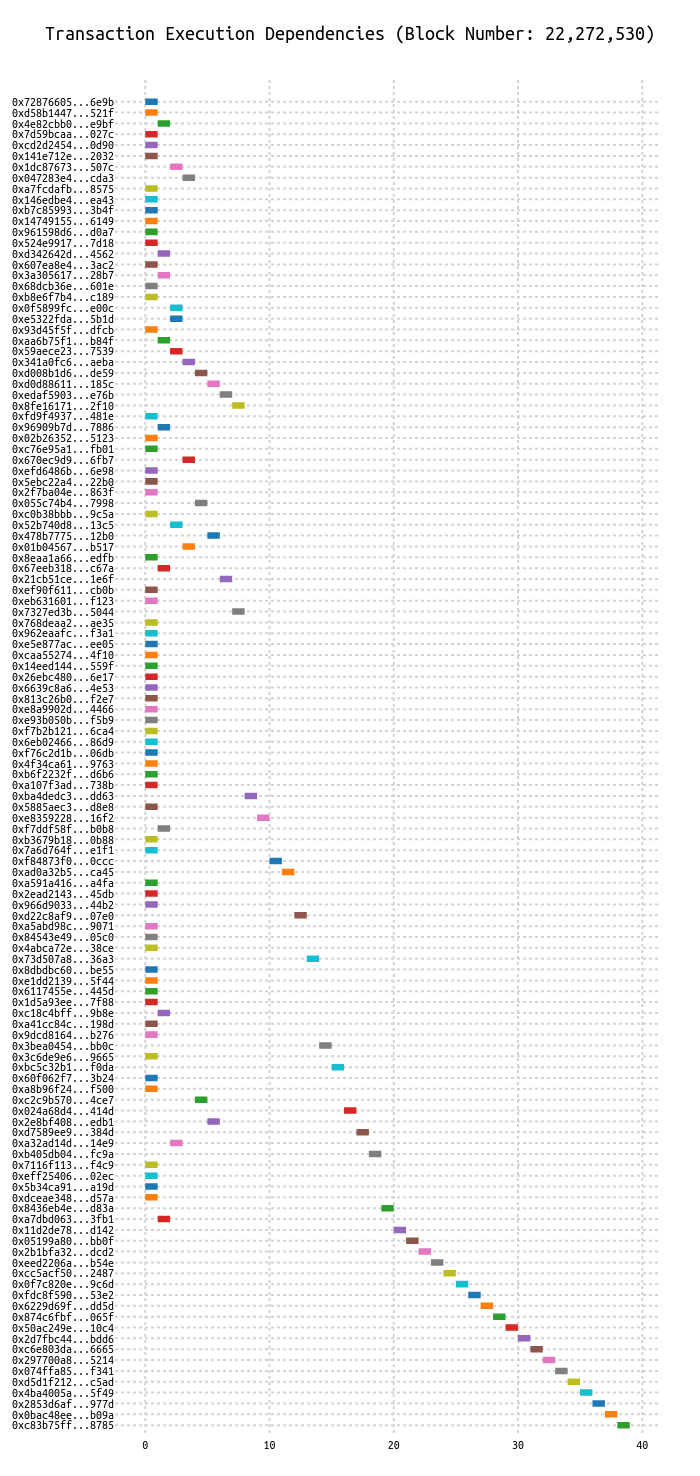 Transaction Execution Dependencies (Block Number: 22,272,530)
0x72876605...6e9b
0xd58b1447...521f
0x4e82cbb0...e9bf
0x7d59bcaa...027c
0xcd2d2454...0d90
0x141e712e...2032
0x1dc87673...507c
0x047283e4...cda3
0xa7fcdafb...8575
0x146edbe4...ea43
0xb7c85993...3b4f
0x14749155...6149
0x961598d6...d0a7
0x524e9917...7d18
0xd342642d...4562
0x607ea8e4...3ac2
0x3a305617...28b7
0x68dcb36e...601e
0xb8e6f7b4...c189
0x0f5899fc...e00c
0xe5322fda...5b1d
0x93d45f5f...dfcb
0xaa6b75f1...b84f
0x59aece23...7539
0x341a0fc6...aeba
0xd008b1d6...de59
0xd0d88611...185c
0xedaf5903...e76b
0x8fe16171...2f10
0xfd9f4937...481e
0x96909b7d...7886
0x02b26352...5123
0xc76e95a1...fb01
0x670ec9d9...6fb7
0xefd6486b...6e98
0x5ebc22a4...22b0
0x2f7ba04e...863f
0x055c74b4...7998
0xc0b38bbb...9c5a
0x52b740d8...13c5
0x478b7775...12b0
0x01b04567...b517
0x8eaa1a66...edfb
0x67eeb318...c67a
0x21cb51ce...1e6f
0xef90f611...cb0b
0xeb631601...f123
0x7327ed3b...5044
0x768deaa2...ae35
0x962eaafc...f3a1
0xe5e877ac...ee05
0xcaa55274...4f10
0x14eed144...559f
0x26ebc480...6e17
0x6639c8a6...4e53
0x813c26b0...f2e7
0xe8a9902d...4466
0xe93b050b...f5b9
0xf7b2b121...6ca4
0x6eb02466...86d9
0xf76c2d1b...06db
0x4f34ca61...9763
0xb6f2232f...d6b6
0xa107f3ad...738b
0xba4dedc3...dd63
0x5885aec3...d8e8
0xe8359228...16f2
0xf7ddf58f...b0b8
0xb3679b18...0b88
0x7a6d764f...e1f1
0xf84873f0...0ccc
0xad0a32b5...ca45
0xa591a416...a4fa
0x2ead2143...45db
0x966d9033...44b2
0xd22c8af9...07e0
0xa5abd98c...9071
0x84543e49...05c0
0x4abca72e...38ce
0x73d507a8...36a3
0x8dbdbc60...be55
0xe1dd2139...5f44
0x6117455e...445d
0x1d5a93ee...7f88
0xc18c4bff...9b8e
0xa41cc84c...198d
0x9dcd8164...b276
0x3bea0454...bb0c
0x3c6de9e6...9665
0xbc5c32b1...f0da
0x60f062f7...3b24
0xa8b96f24...f500
0xc2c9b570...4ce7
0x024a68d4...414d
0x2e8bf408...edb1
0xd7589ee9...384d
0xa32ad14d...14e9
0xb405db04...fc9a
0x7116f113...f4c9
0xeff25406...02ec
0x5b34ca91...a19d
0xdceae348...d57a
0x8436eb4e...d83a
0xa7dbd063...3fb1
0x11d2de78...d142
0x05199a80...bb0f
0x2b1bfa32...dcd2
0xeed2206a...b54e
0xcc5acf50...2487
0x0f7c820e...9c6d
0xfdc8f590...53e2
0x6229d69f...dd5d
0x874c6fbf...065f
0x50ac249e...10c4
0x2d7fbc44...bdd6
0xc6e803da...6665
0x297700a8...5214
0x074ffa85...f341
0xd5d1f212...c5ad
0x4ba4005a...5f49
0x2853d6af...977d
0x0bac48ee...b09a
0xc83b75ff...8785
0 10 20 30 40